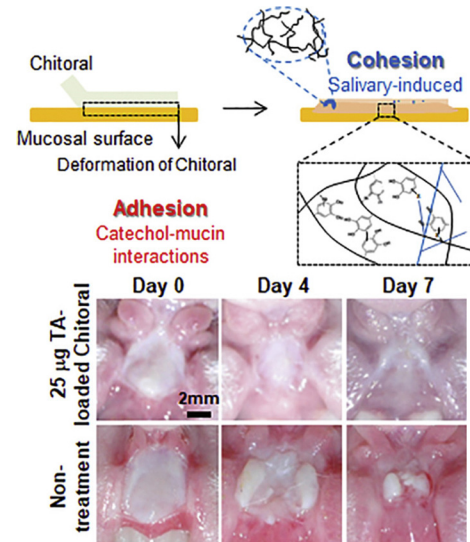 Chitoral
Cohesion
Salivary-induced
Mucosal surface
Deformation of Chitoral
Adhesion
Catechol-mucin
interactions
Day 0
Day 4
Day 7
25 μg TA-
loaded Chitoral
2mm
Non-
treatment